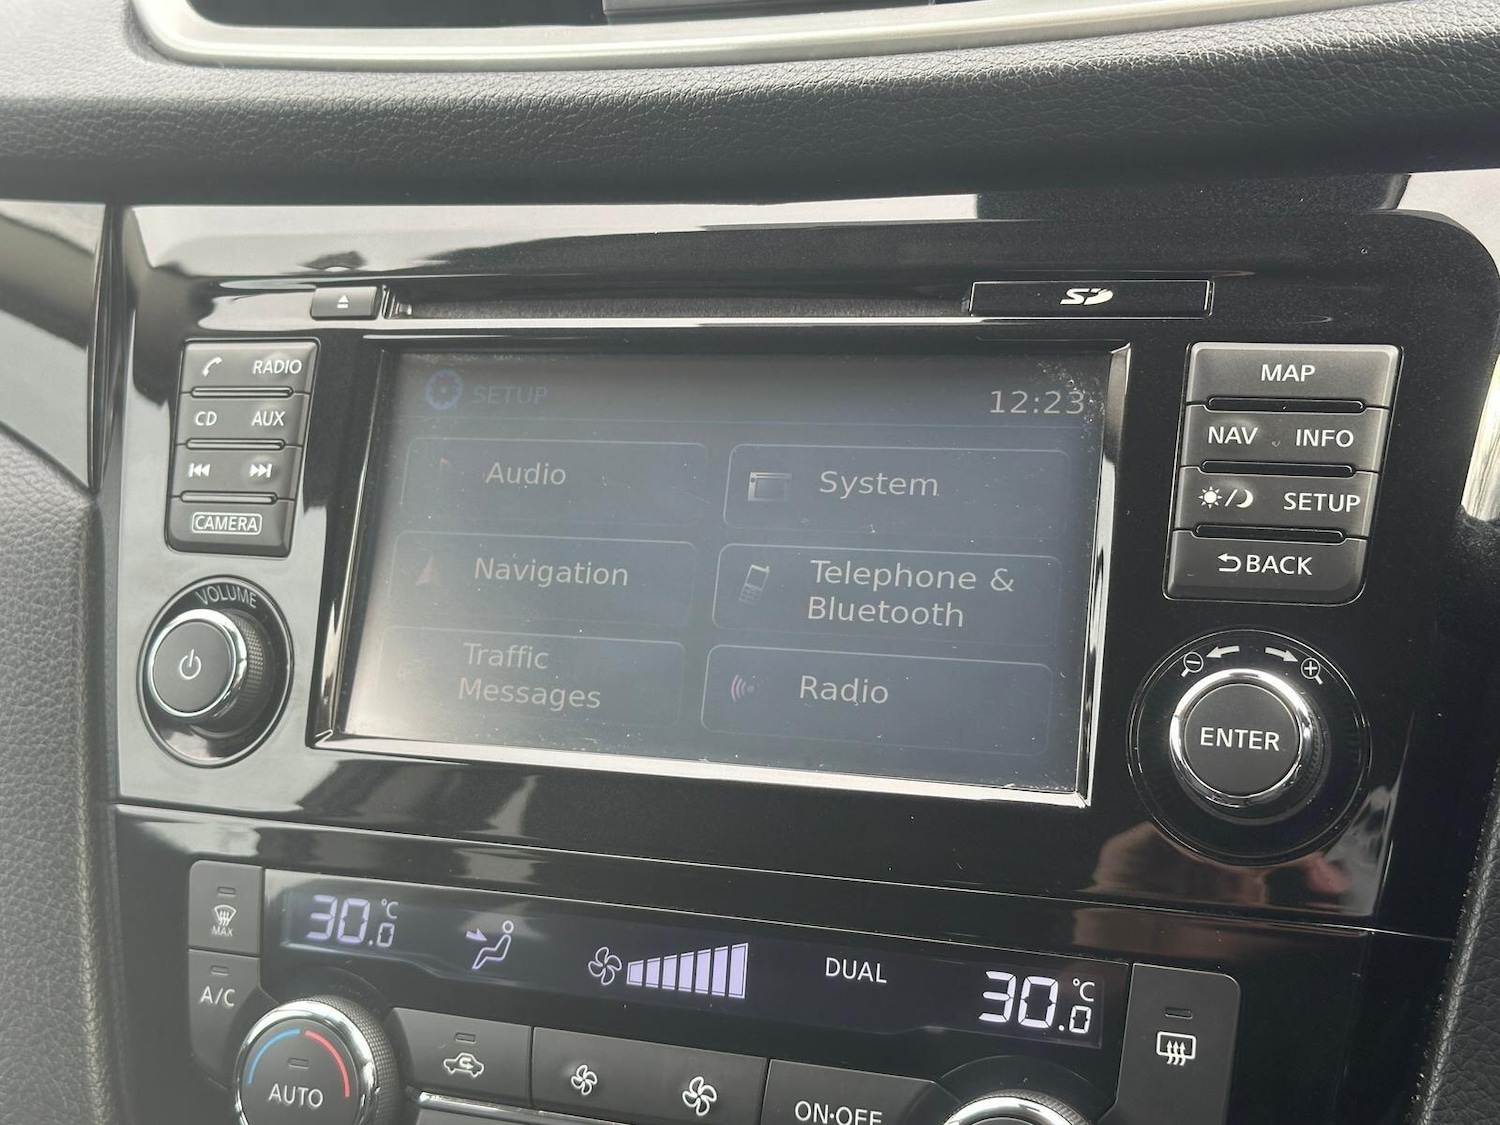 SD
RADIO
CD AUX
CAMERA
VOLUME
SETUP
12:23
Audio
System
Navigation
Telephone &
Bluetooth
Traffic
Messages
Radio
MAP
NAV INFO
SETUP
BACK
ENTER
MAX
A/C
AUTO
30.0 °C
DUAL
30.0 °C
ON·OFF